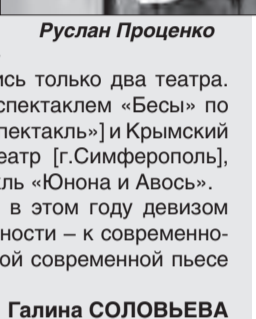 Руслан Проценко
сь только два театра.
спектаклем «Бесы» по
пектакль»] и Крымский
еатр [г.Симферополь],
кль «Юнона и Авось».
в этом году девизом
ности – к современно-
ой современной пьесе
Галина СОЛОВЬЕВА